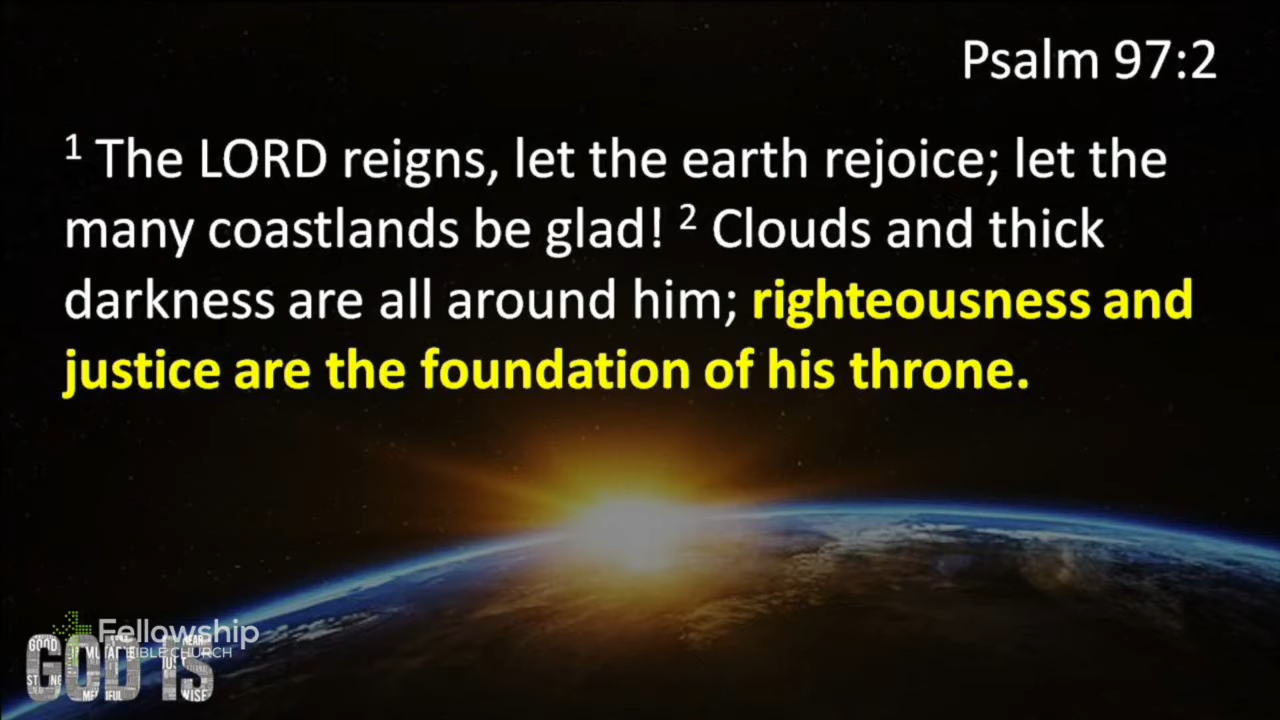 Psalm 97:2
1 The LORD reigns, let the earth rejoice; let the
many coastlands be glad! 2 Clouds and thick
darkness are all around him; righteousness and
justice are the foundation of his throne.
Fellowship
BIBLE CHURCH
GOD IS
GOOD
WISE